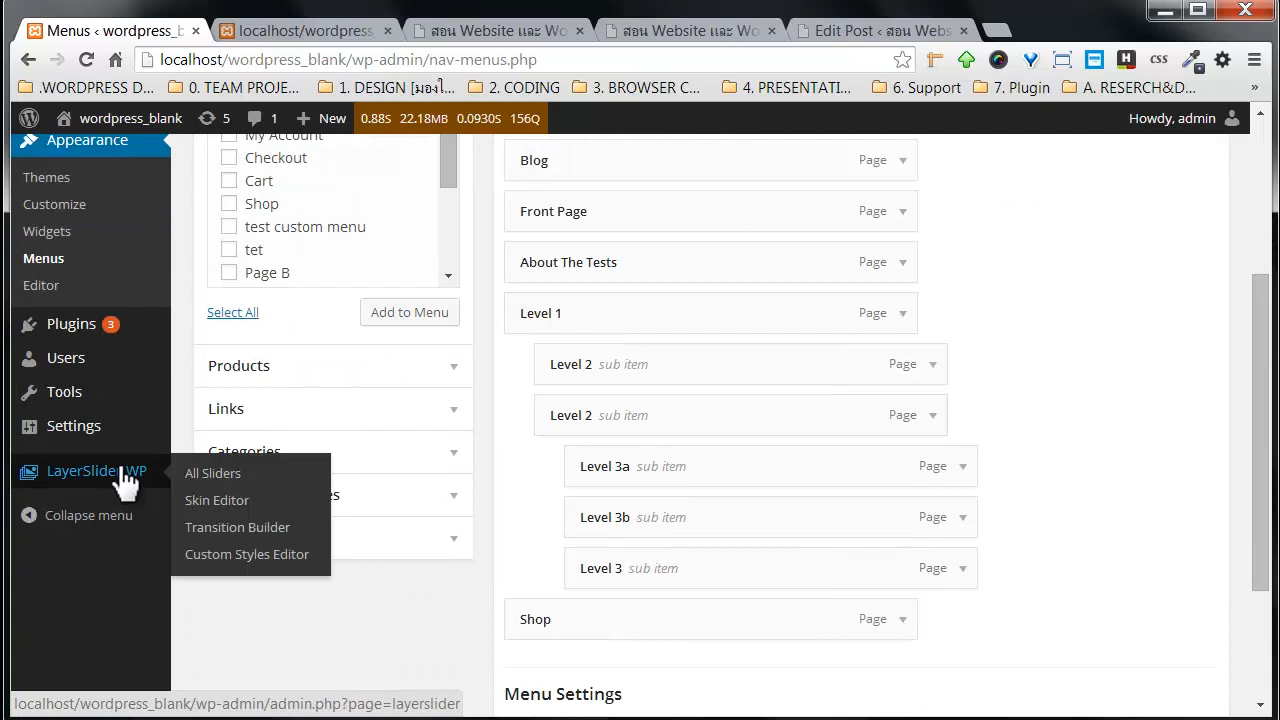 Menus ‹ wordpress_b
localhost/wordpress
สอน Website และ Wo
สอน Website และ Wo
Edit Post ‹ สอน Webs
localhost/wordpress_blank/wp-admin/nav-menus.php
.WORDPRESS D...
0. TEAM PROJE...
1. DESIGN [มองไ...
2. CODING
3. BROWSER C...
4. PRESENTATI...
6. Support
7. Plugin
A. RESERCH&D...
wordpress_blank
5
1
New
0.88S 22.18MB 0.0930S 156Q
Howdy, admin
Appearance
Themes
Customize
Widgets
Menus
Editor
Plugins 3
Users
Tools
Settings
LayerSlider WP
Collapse menu
All Sliders
Skin Editor
Transition Builder
Custom Styles Editor
My Account
Checkout
Cart
Shop
test custom menu
tet
Page B
Select All
Add to Menu
Products
Links
Categories
Blog Page
Front Page Page
About The Tests Page
Level 1 Page
Level 2 sub item Page
Level 2 sub item Page
Level 3a sub item Page
Level 3b sub item Page
Level 3 sub item Page
Shop Page
Menu Settings
localhost/wordpress_blank/wp-admin/admin.php?page=layerslider